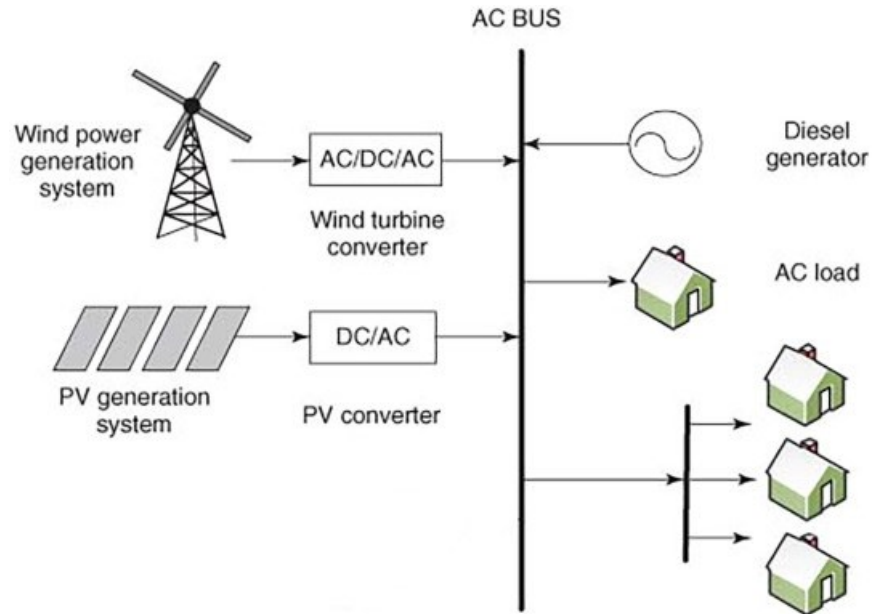 AC BUS
Wind power
generation
system
AC/DC/AC
Wind turbine
converter
Diesel
generator
AC load
DC/AC
PV generation
system
PV converter